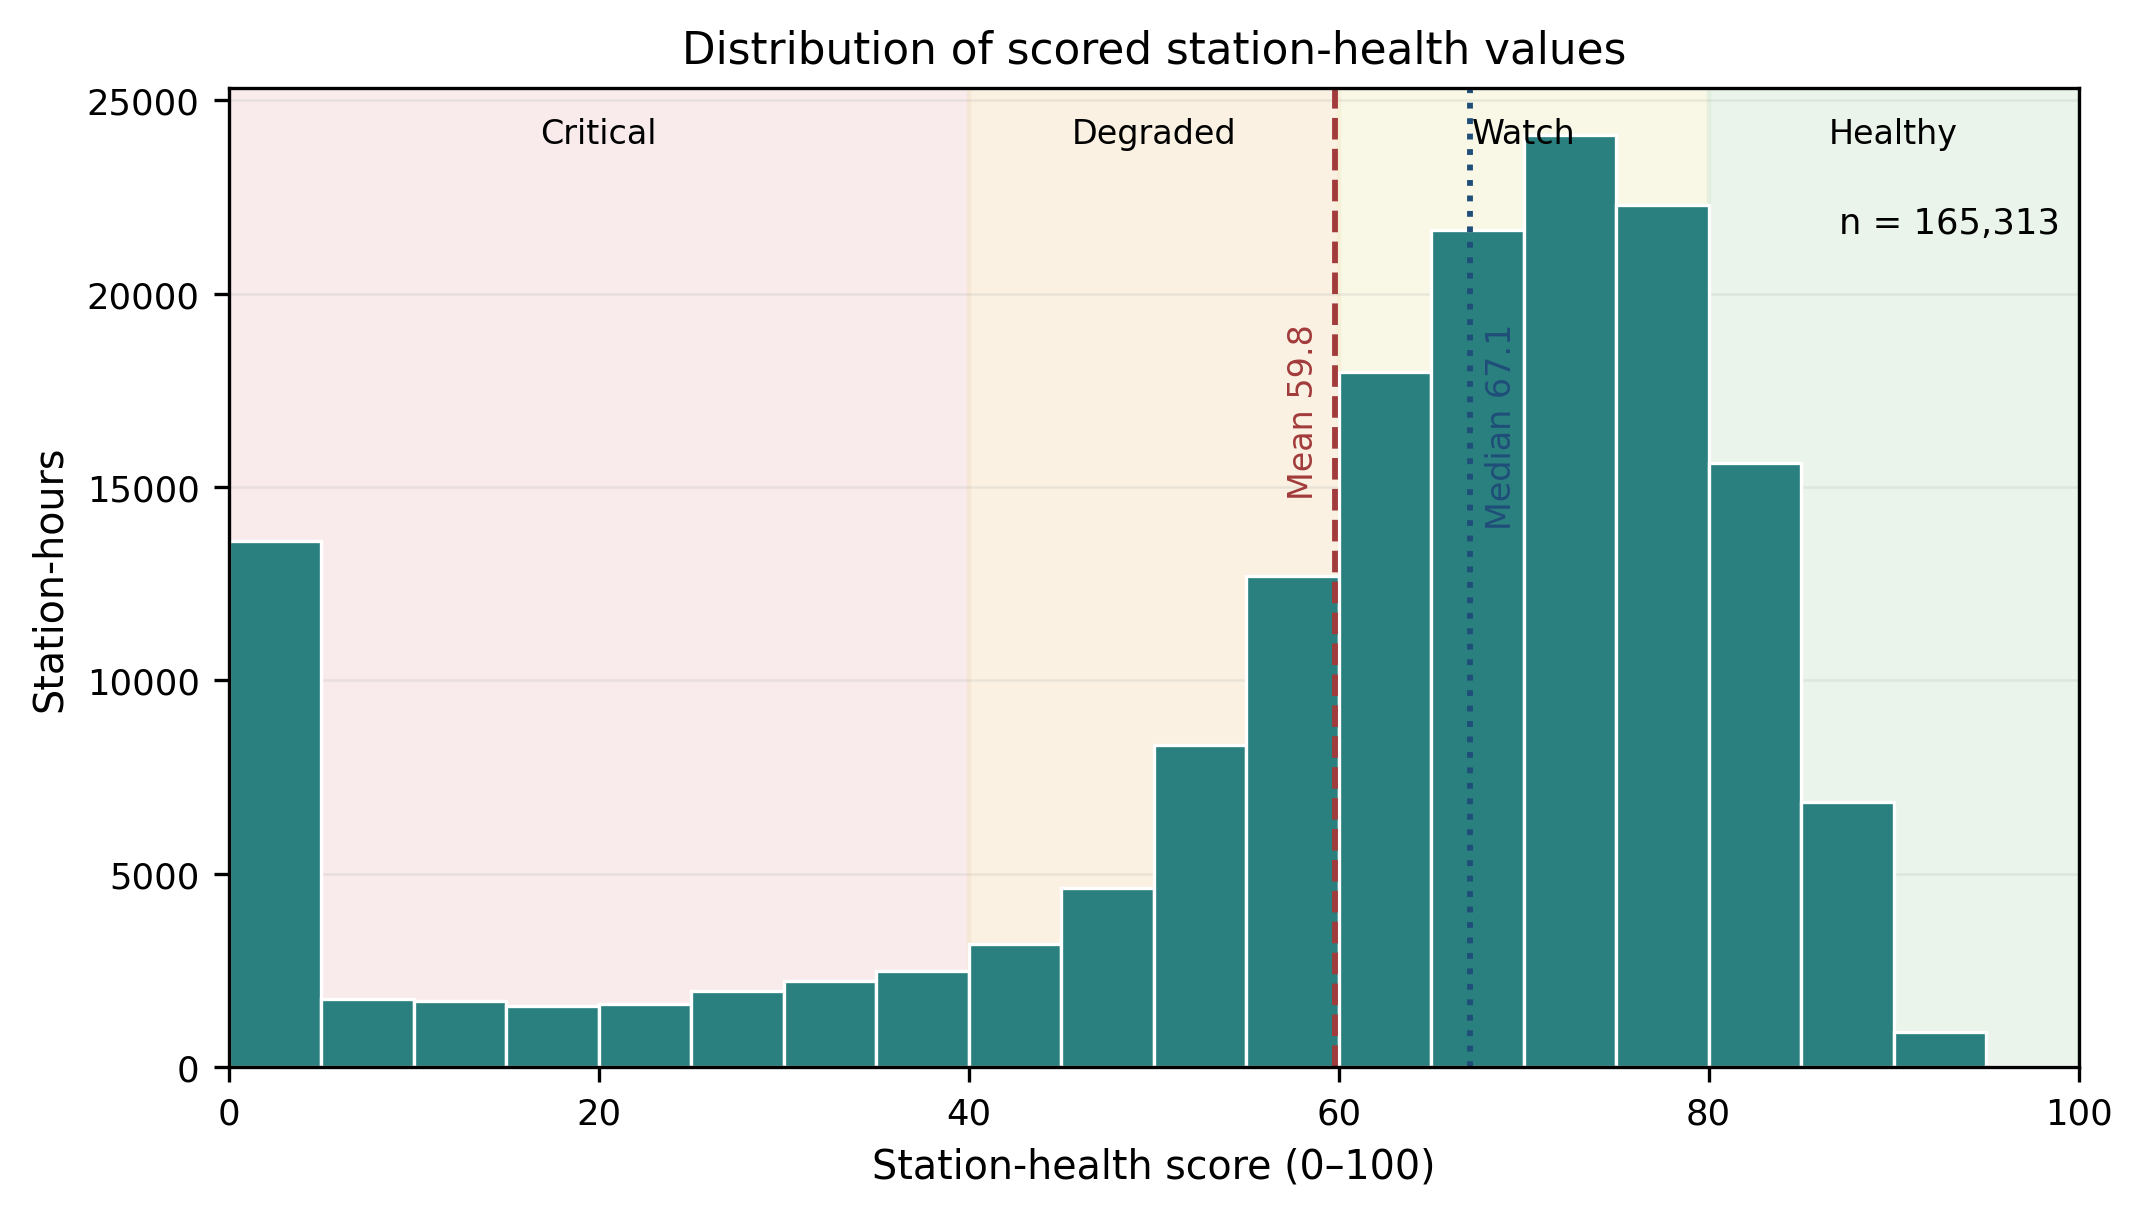 Distribution of scored station-health values
25000
20000
15000
10000
5000
0
Station-hours
Critical
Degraded
Watch
Healthy
n = 165,313
Mean 59.8
Median 67.1
0
20
40
60
80
100
Station-health score (0–100)